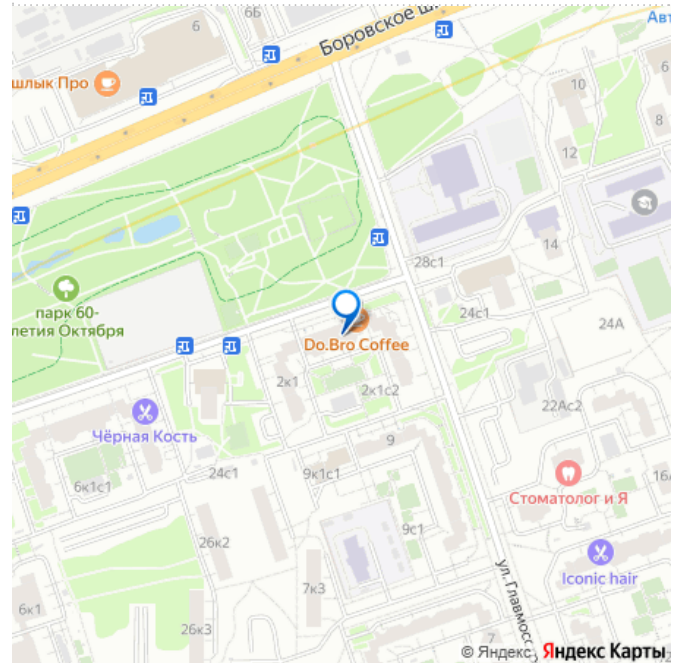 6
6Б
Боровское ш
Авт
шлык Про
10
6
8
12
14
28с1
парк 60-
летия Октября
24с1
24А
Do.Bro Coffee
2к1
2к1с2
22Ас2
Чёрная Кость
9
24с1
9к1с1
6к1с1
Стоматолог и Я
16
9с1
26к2
Iconic hair
7к3
ул. Главмосс
6к1
26к3
7
12
© Яндекс Яндекс Карты